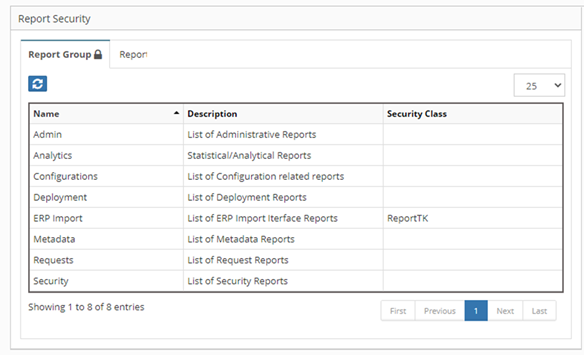 Report Security
Report Group Report
25
Name Description Security Class
Admin List of Administrative Reports
Analytics Statistical/Analytical Reports
Configurations List of Configuration related reports
Deployment List of Deployment Reports
ERP Import List of ERP Import Iterface Reports ReportTK
Metadata List of Metadata Reports
Requests List of Request Reports
Security List of Security Reports
Showing 1 to 8 of 8 entries First Previous 1 Next Last